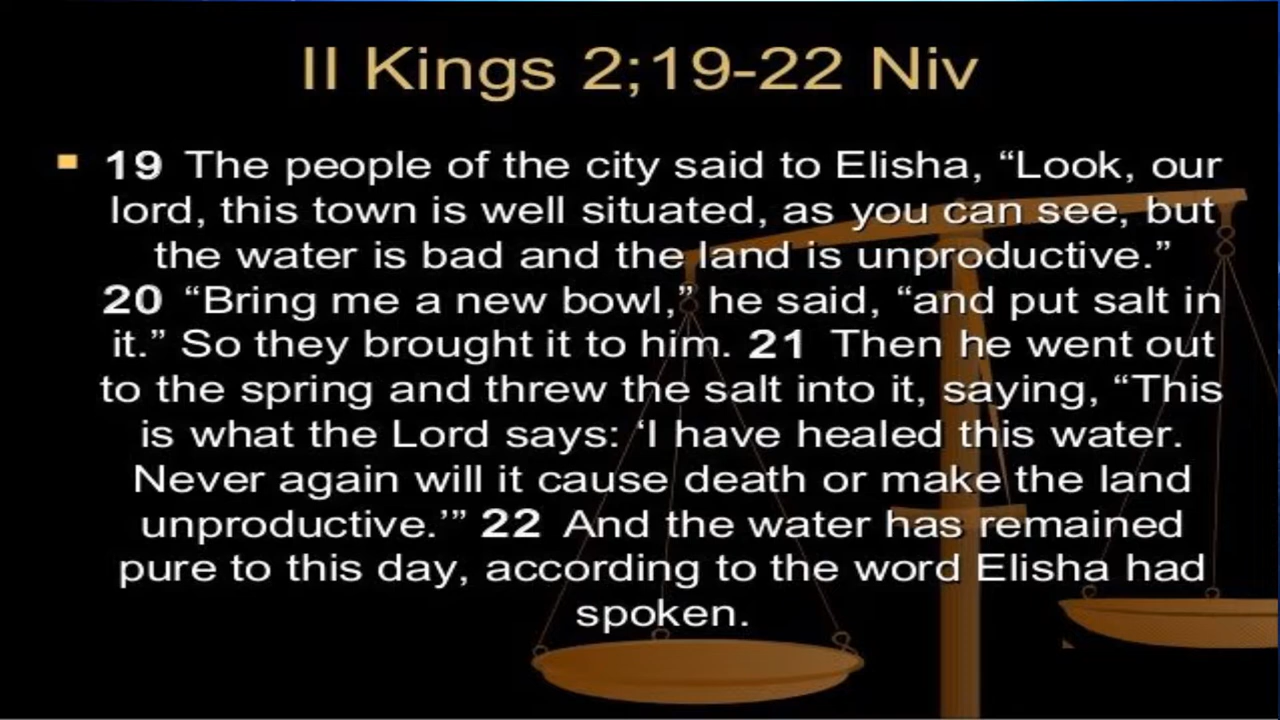 II Kings 2;19-22 Niv
19 The people of the city said to Elisha, “Look, our
lord, this town is well situated, as you can see, but
the water is bad and the land is unproductive.”
20 “Bring me a new bowl,” he said, “and put salt in
it.” So they brought it to him. 21 Then he went out
to the spring and threw the salt into it, saying, “This
is what the Lord says: ‘I have healed this water.
Never again will it cause death or make the land
unproductive.’” 22 And the water has remained
pure to this day, according to the word Elisha had
spoken.